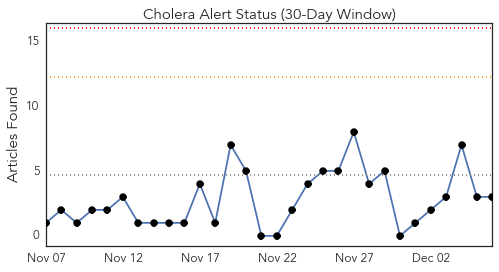 Cholera Alert Status (30-Day Window)
Articles Found
15
10
5
0
Nov 07
Nov 12
Nov 17
Nov 22
Nov 27
Dec 02